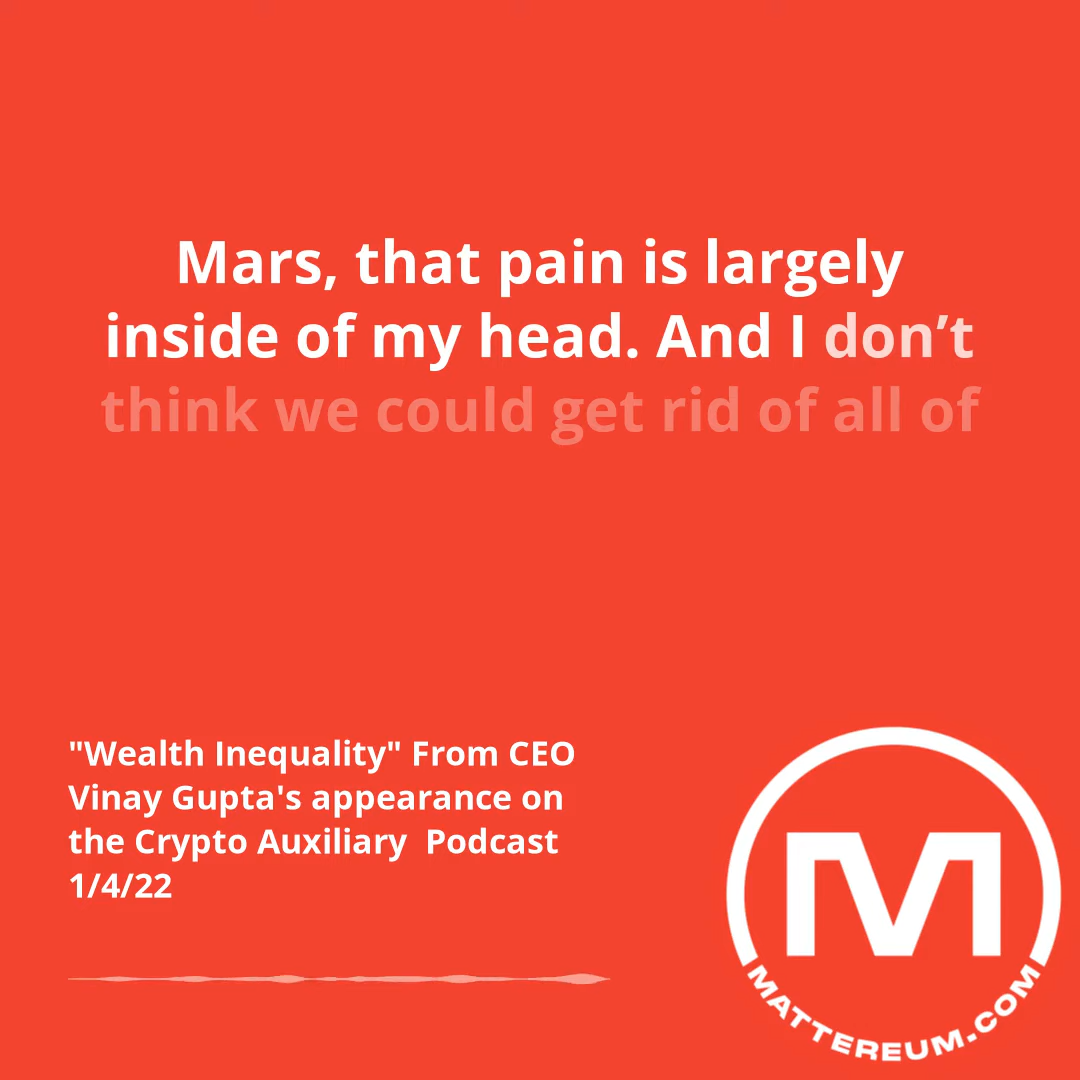 Mars, that pain is largely
inside of my head. And I don’t
think we could get rid of all of
"Wealth Inequality" From CEO
Vinay Gupta's appearance on
the Crypto Auxiliary  Podcast
1/4/22
M
MATTEREUM.COM